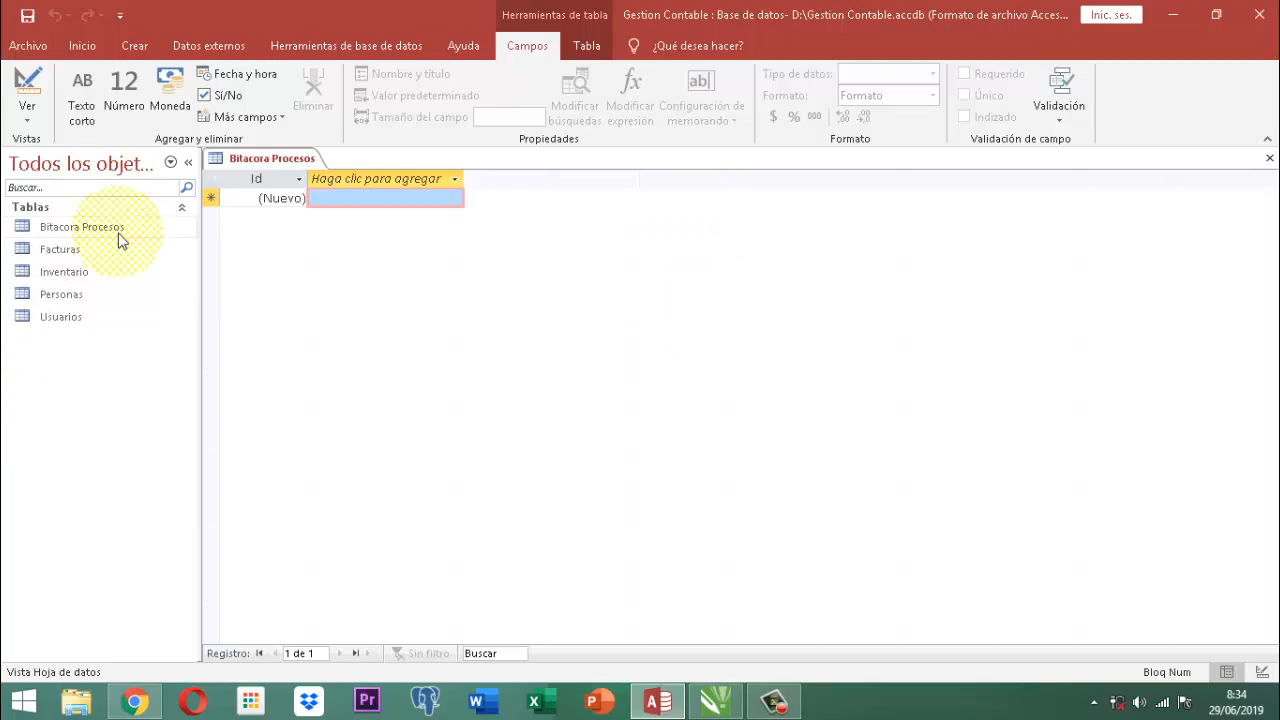 Herramientas de tabla
Gestion Contable : Base de datos- D:\Gestion Contable.accdb (Formato de archivo Acces...
Inic. ses.
Archivo
Inicio
Crear
Datos externos
Herramientas de base de datos
Ayuda
Campos
Tabla
¿Qué desea hacer?
Ver
Vistas
AB
Texto
corto
12
Número
Moneda
Fecha y hora
Sí/No
Más campos
Eliminar
Agregar y eliminar
Nombre y título
Valor predeterminado
Tamaño del campo
Modificar
búsquedas
fx
Modificar
expresión
ab
Configuración de
memorando
Propiedades
Tipo de datos:
Formato:
Formato
$ % 000
Formato
Requerido
Único
Indizado
Validación
Validación de campo
Todos los objet...
Buscar...
Tablas
Bitacora Procesos
Facturas
Inventario
Personas
Usuarios
Bitacora Procesos
Id
Haga clic para agregar
(Nuevo)
Registro:
1 de 1
Sin filtro
Buscar
Vista Hoja de datos
Bloq Num
Pr
8:34
29/06/2019